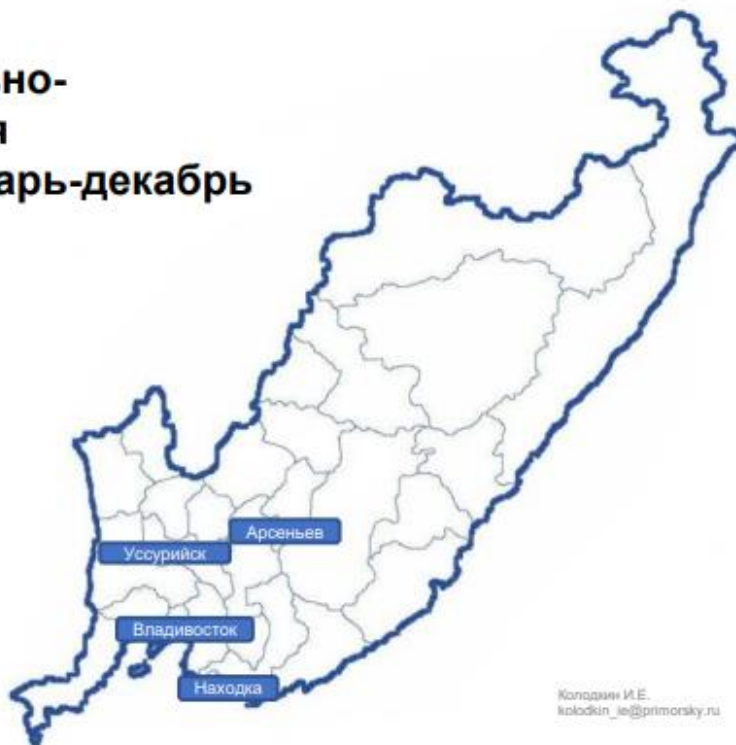 но-
я
арь-декабрь
Арсеньев
Уссурийск
Владивосток
Находка
Колодкин И.Е.
kolodkin_ie@primorsky.ru